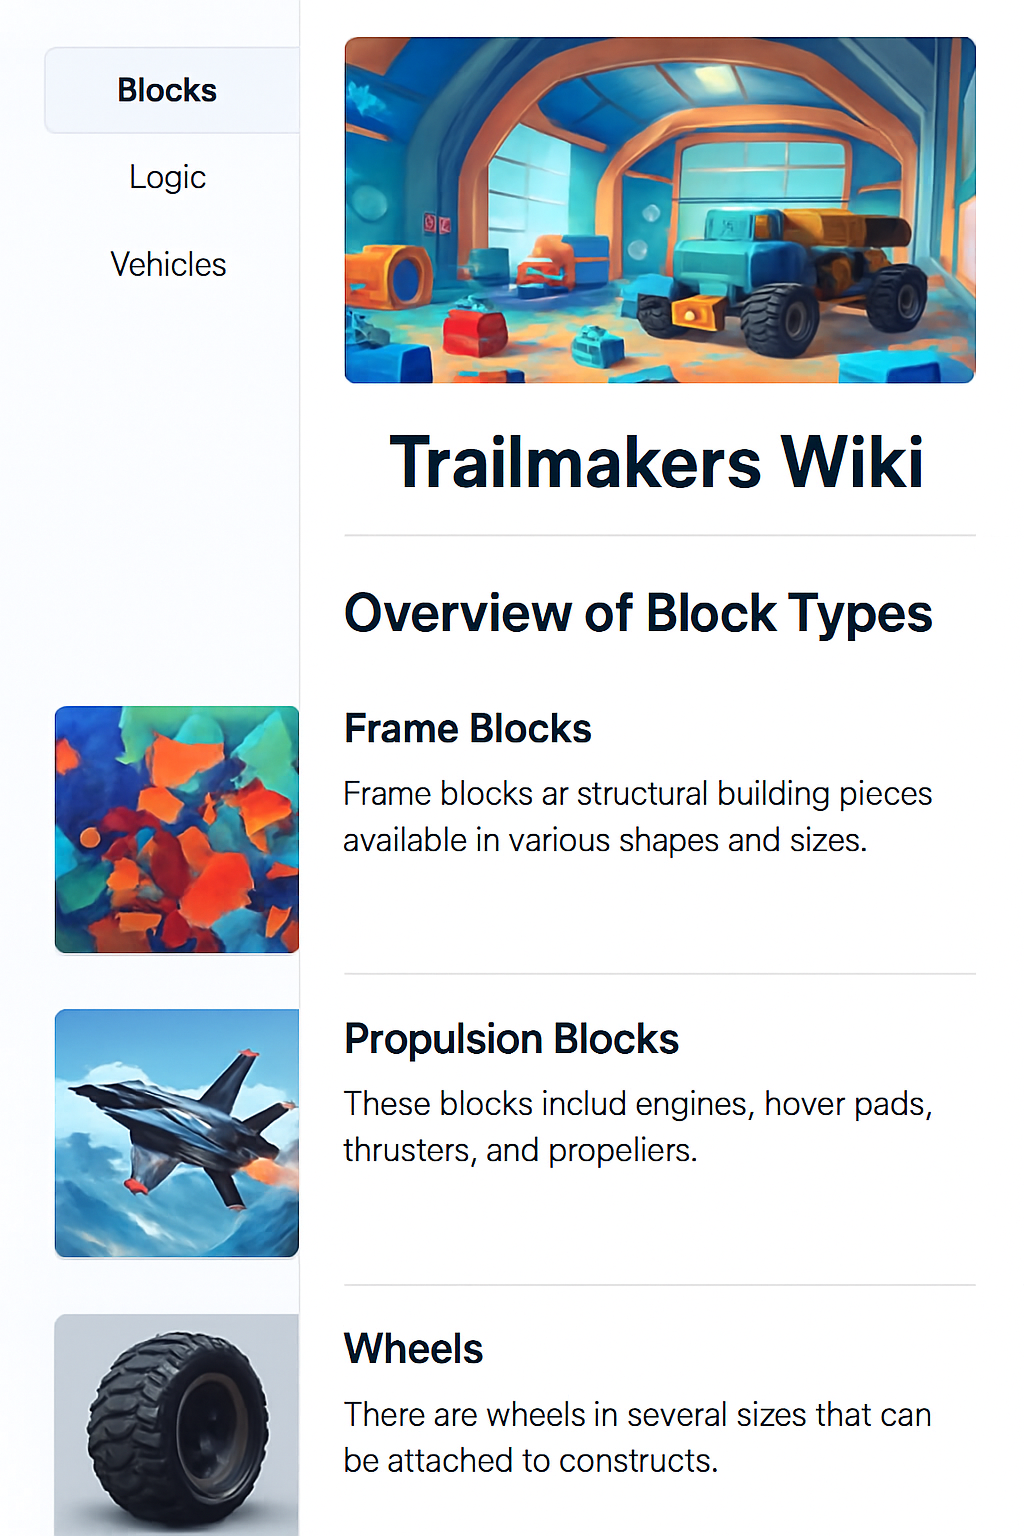 Blocks
Logic
Vehicles
Trailmakers Wiki
Overview of Block Types
Frame Blocks
Frame blocks ar structural building pieces
available in various shapes and sizes.
Propulsion Blocks
These blocks includ engines, hover pads,
thrusters, and propeliers.
Wheels
There are wheels in several sizes that can
be attached to constructs.